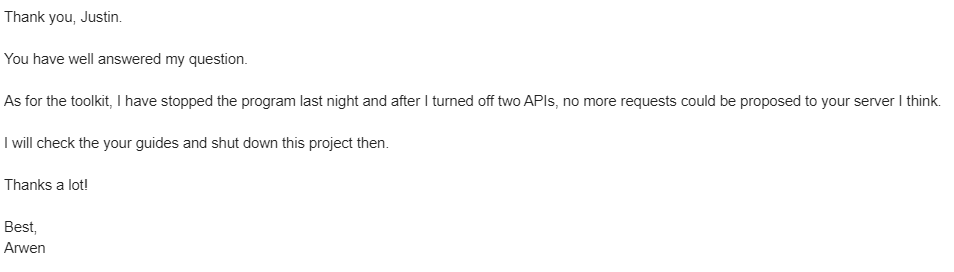 Thank you, Justin.
You have well answered my question.
As for the toolkit, I have stopped the program last night and after I turned off two APIs, no more requests could be proposed to your server I think.
I will check the your guides and shut down this project then.
Thanks a lot!
Best,
Arwen